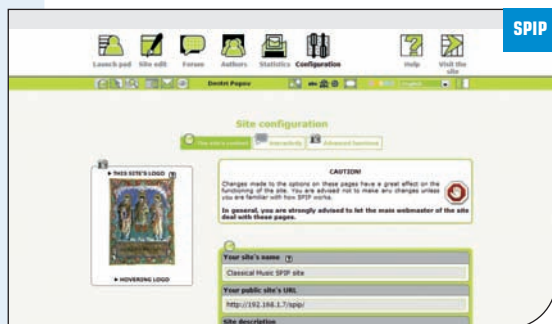 SPIP
Launch pad Site edit Forum Authors Statistics Configuration Help Visit the site
Dmitri Popov
Site configuration
The site's content Interactivity Advanced functions
THIS SITE'S LOGO
HOVERING LOGO
CAUTION!
Changes made to the options on these pages have a great effect on the
functioning of the site. You are advised not to make any changes unless
you are familiar with how SPIP works.
In general, you are strongly advised to let the main webmaster of the site
deal with these pages.
Your site's name
Classical Music SPIP site
Your public site's URL
http://192.168.1.7/spip/
Site description